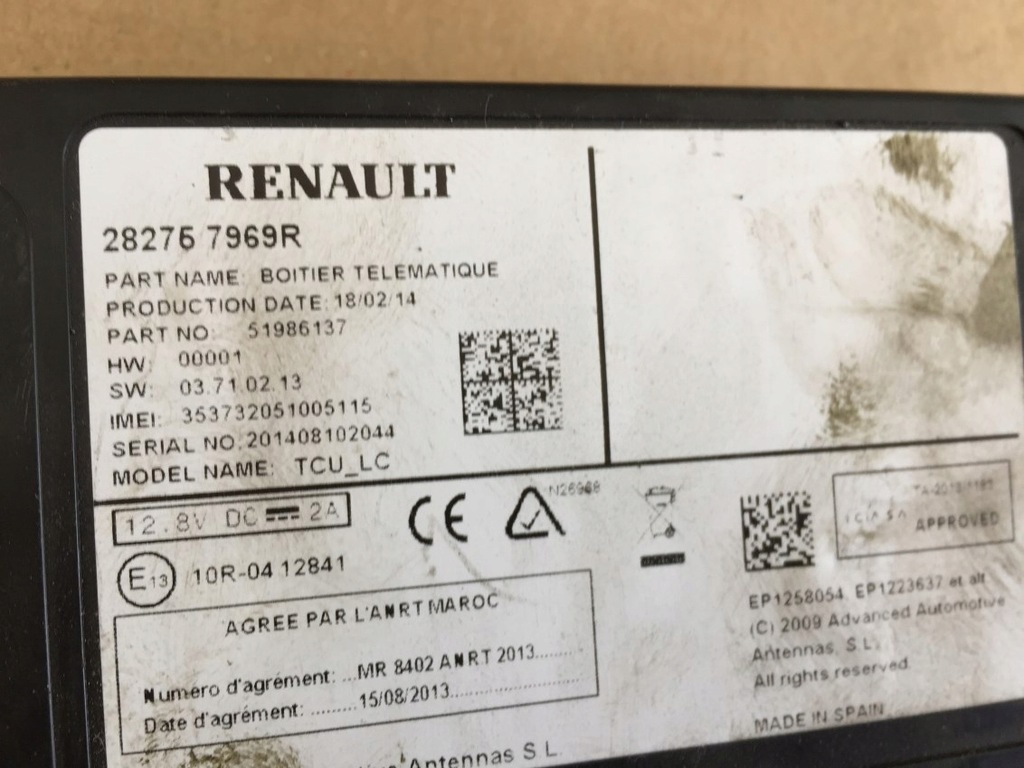 RENAULT
28276 7969R
PART NAME: BOITIER TELEMATIQUE
PRODUCTION DATE: 18/02/14
PART NO: 51986137
HW: 00001
SW: 03.71.02.13
IMEI: 353732051005115
SERIAL NO: 201408102044
MODEL NAME: TCU_LC
12.8V DC 2A
CE
N26968
ICASA
APPROVED
E13 10R-04 12841
AGREE PAR L'ANRT MAROC
Numero d'agrément: ...MR 8402 ANRT 2013.........
Date d'agrément: .........15/08/2013.........................
EP1258054, EP1223637 et alt
(C) 2009 Advanced Automotive
Antennas, S.L.
All rights reserved
MADE IN SPAIN
Antennas S L.